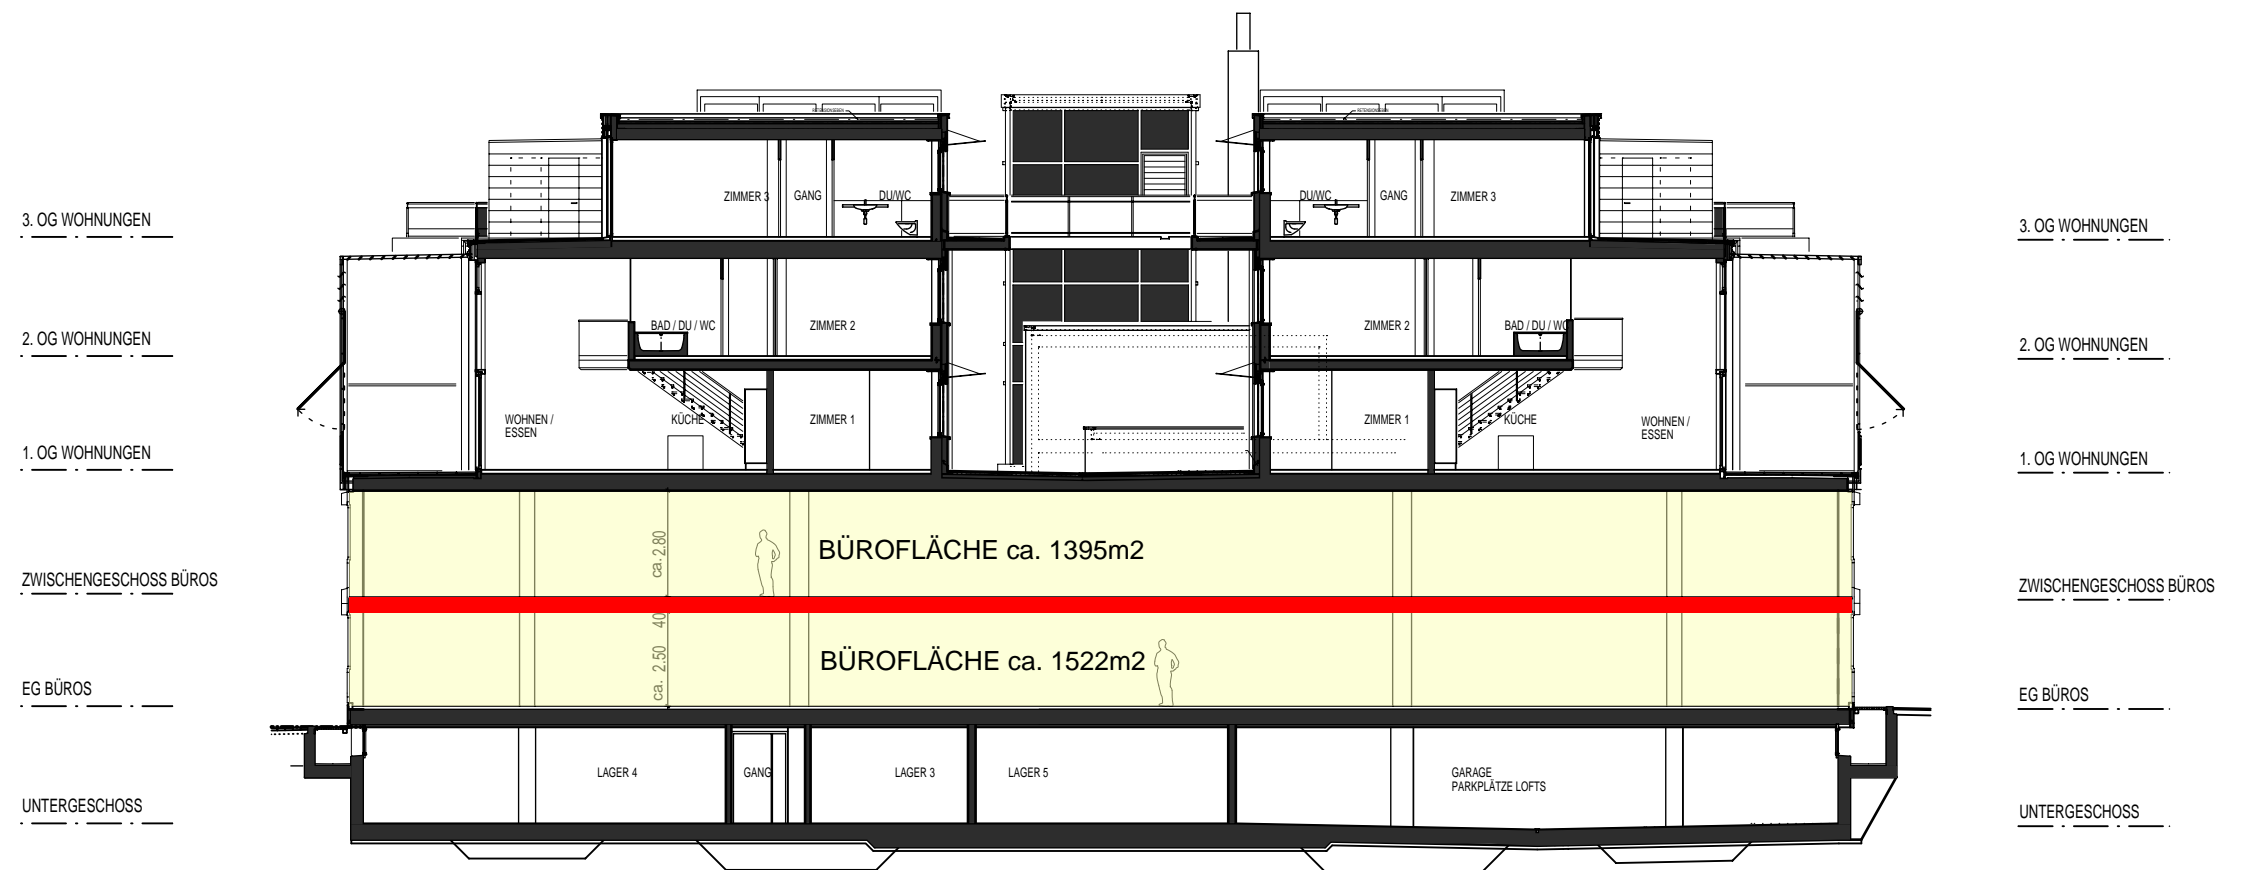 RETENSIONSEBEN
RETENSIONSEBEN
ZIMMER 3
GANG
DU/WC
DU/WC
GANG
ZIMMER 3
3. OG WOHNUNGEN
3. OG WOHNUNGEN
BAD / DU / WC
ZIMMER 2
ZIMMER 2
BAD / DU / WC
2. OG WOHNUNGEN
2. OG WOHNUNGEN
WOHNEN /
ESSEN
KÜCHE
ZIMMER 1
ZIMMER 1
KÜCHE
WOHNEN /
ESSEN
1. OG WOHNUNGEN
1. OG WOHNUNGEN
ca. 2.80
BÜROFLÄCHE ca. 1395m2
ZWISCHENGESCHOSS BÜROS
ZWISCHENGESCHOSS BÜROS
40
ca. 2.50
BÜROFLÄCHE ca. 1522m2
EG BÜROS
EG BÜROS
LAGER 4
GANG
LAGER 3
LAGER 5
GARAGE
PARKPLÄTZE LOFTS
UNTERGESCHOSS
UNTERGESCHOSS